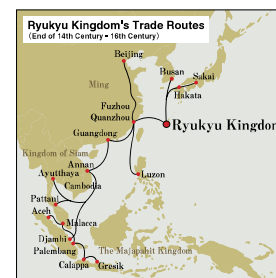 Ryukyu Kingdom's Trade Routes
(End of 14th Century - 16th Century)
Beijing
Ming
Busan
Sakai
Hakata
Fuzhou
Quanzhou
Ryukyu Kingdom
Guangdong
Kingdom of Siam
Annan
Ayutthaya
Luzon
Cambodia
Pattani
Aceh
Malacca
Djambi
The Majapahit Kingdom
Palembang
Calappa
Gresik